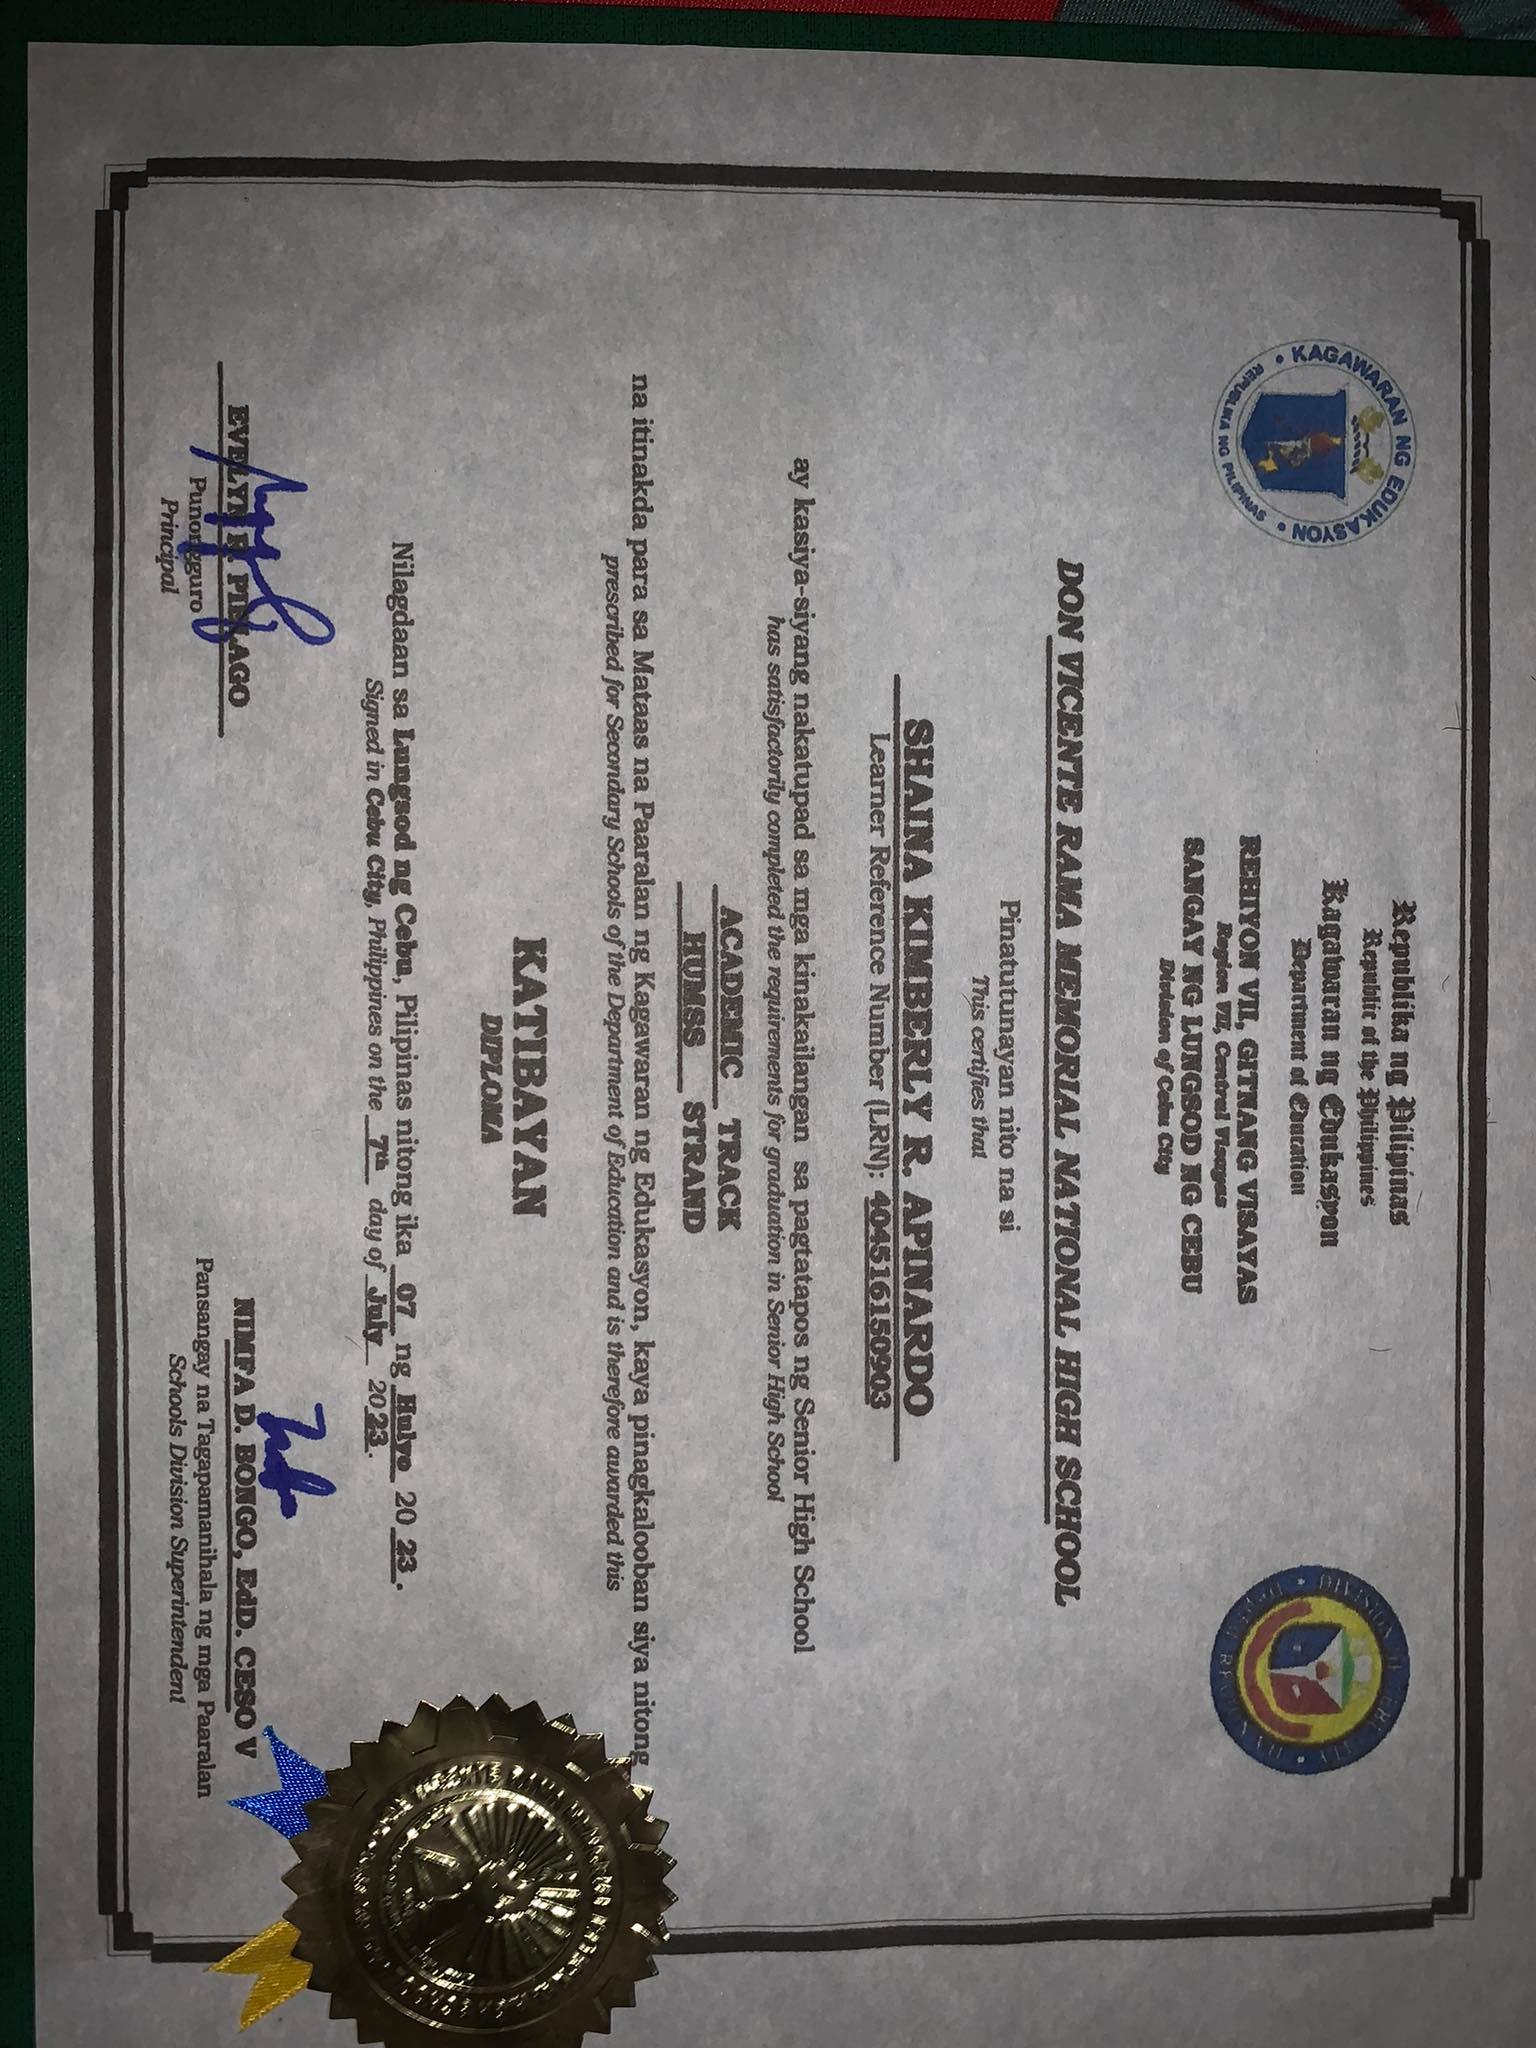 Republika ng Pilipinas
Republic of the Philippines
Kagawaran ng Edukasyon
Department of Education
REHIYON VII, GITNANG VISAYAS
Region VII, Central Visayas
SANGAY NG LUNGSOD NG CEBU
Division of Cebu City
KAGAWARAN NG EDUKASYON
REPUBLIKA NG PILIPINAS
DON VICENTE RAMA MEMORIAL NATIONAL HIGH SCHOOL
Pinatutunayan nito na si
This certifies that
SHAINA KIMBERLY R. APINARDO
Learner Reference Number (LRN): 404516150903
ay kasiya-siyang nakatupad sa mga kinakailangan sa pagtatapos ng Senior High School
has satisfactorily completed the requirements for graduation in Senior High School
ACADEMIC TRACK
HUMSS STRAND
na itinakda para sa Mataas na Paaralan ng Kagawaran ng Edukasyon, kaya pinagkalooban siya nitong
prescribed for Secondary Schools of the Department of Education and is therefore awarded this
KATIBAYAN
DIPLOMA
Nilagdaan sa Lungsod ng Cebu, Pilipinas nitong ika 07 ng Hulyo 20 23.
Signed in Cebu City, Philippines on the 7th day of July 2023.
EVELYN R. PIELAGO
Punongguro
Principal
NIMFA D. BONGO, EdD. CESO V
Pansangay na Tagapamanihala ng mga Paaralan
Schools Division Superintendent